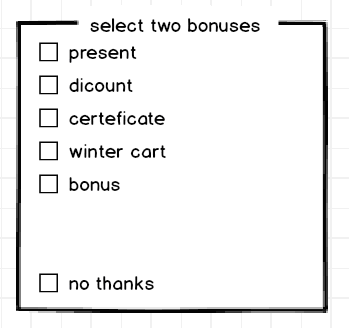 select two bonuses
present
dicount
certeficate
winter cart
bonus
no thanks